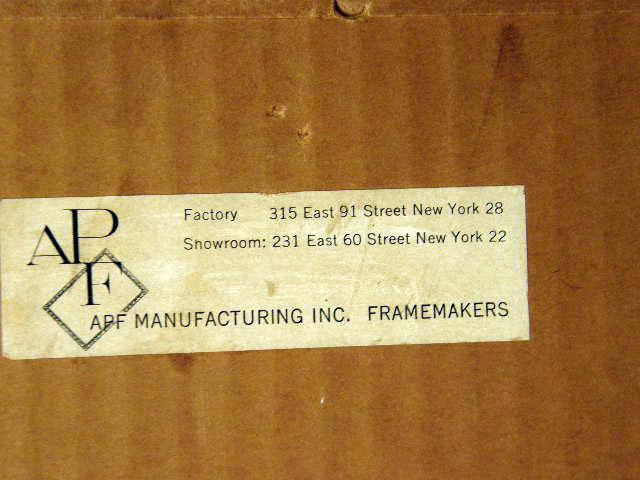 APF
Factory 315 East 91 Street New York 28
Showroom: 231 East 60 Street New York 22
APF MANUFACTURING INC. FRAMEMAKERS